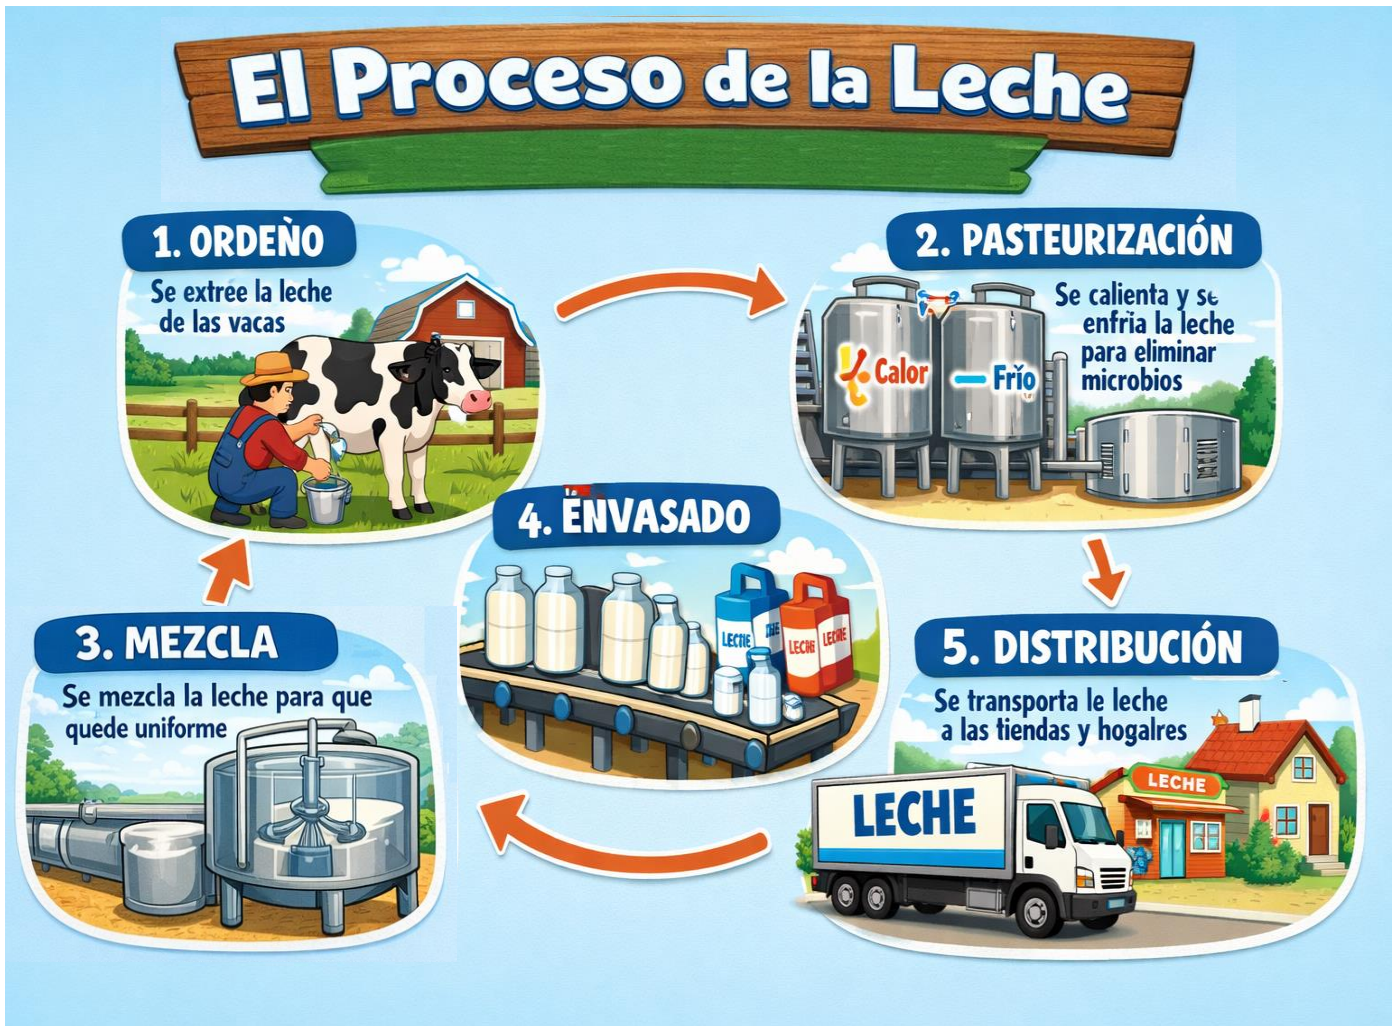 El Proceso de la Leche
1. ORDEÑO
Se extree la leche
de las vacas
2. PASTEURIZACIÓN
Se calienta y se
enfria la leche
para eliminar
microbios
Calor
Frío
3. MEZCLA
Se mezcla la leche para que
quede uniforme
4. ENVASADO
LECHE
LECHE
LECHE
5. DISTRIBUCIÓN
Se transporta le leche
a las tiendas y hogalres
LECHE
LECHE